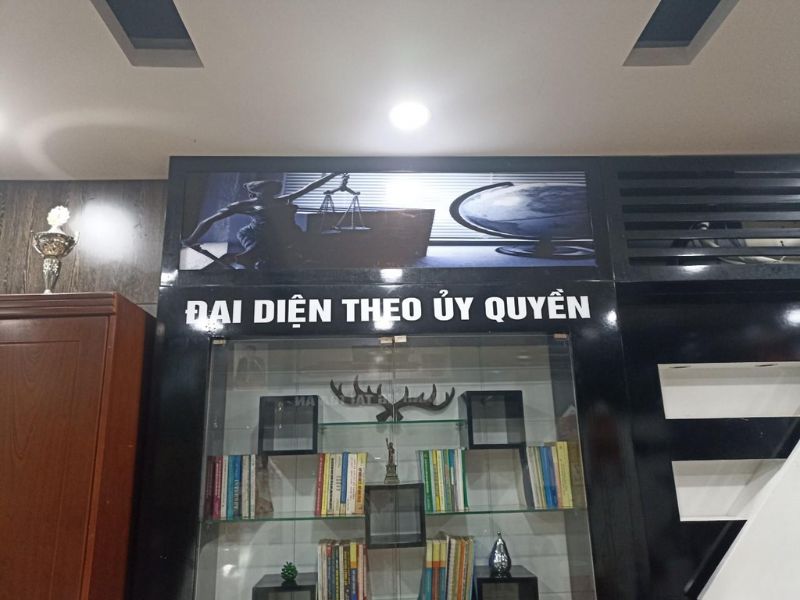 ĐẠI DIỆN THEO ỦY QUYỀN